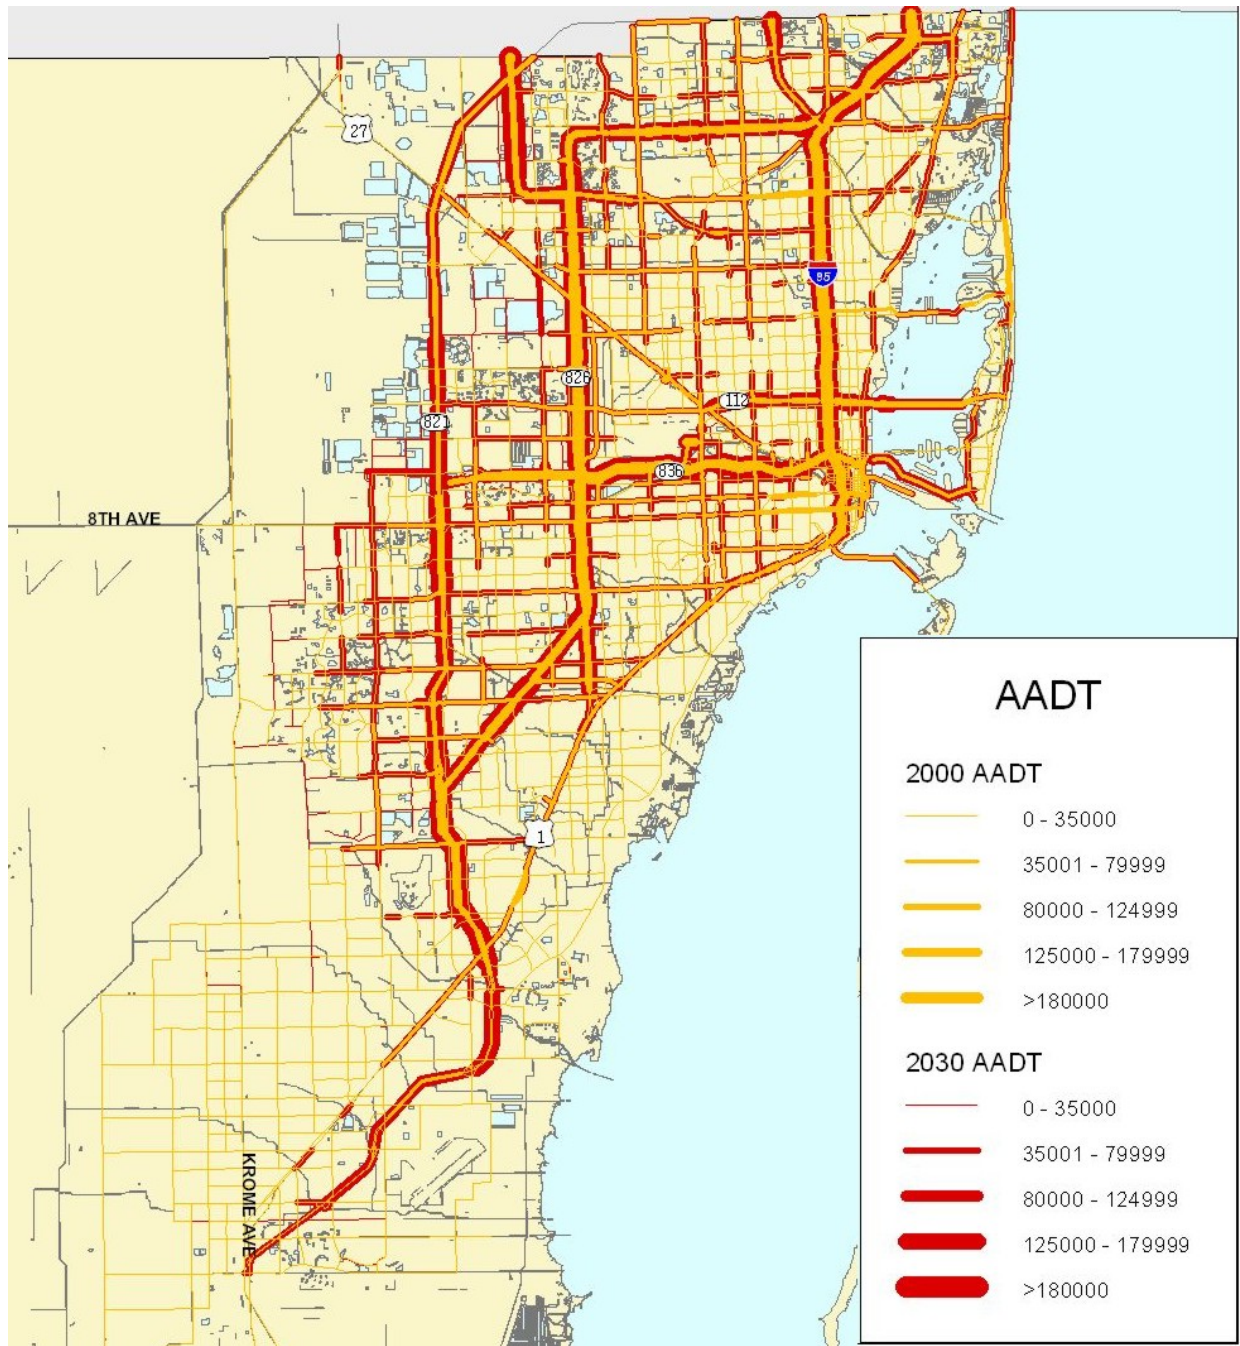 27
95
826
112
821
836
8TH AVE
1
KROME AVE
AADT
2000 AADT
0 - 35000
35001 - 79999
80000 - 124999
125000 - 179999
>180000
2030 AADT
0 - 35000
35001 - 79999
80000 - 124999
125000 - 179999
>180000